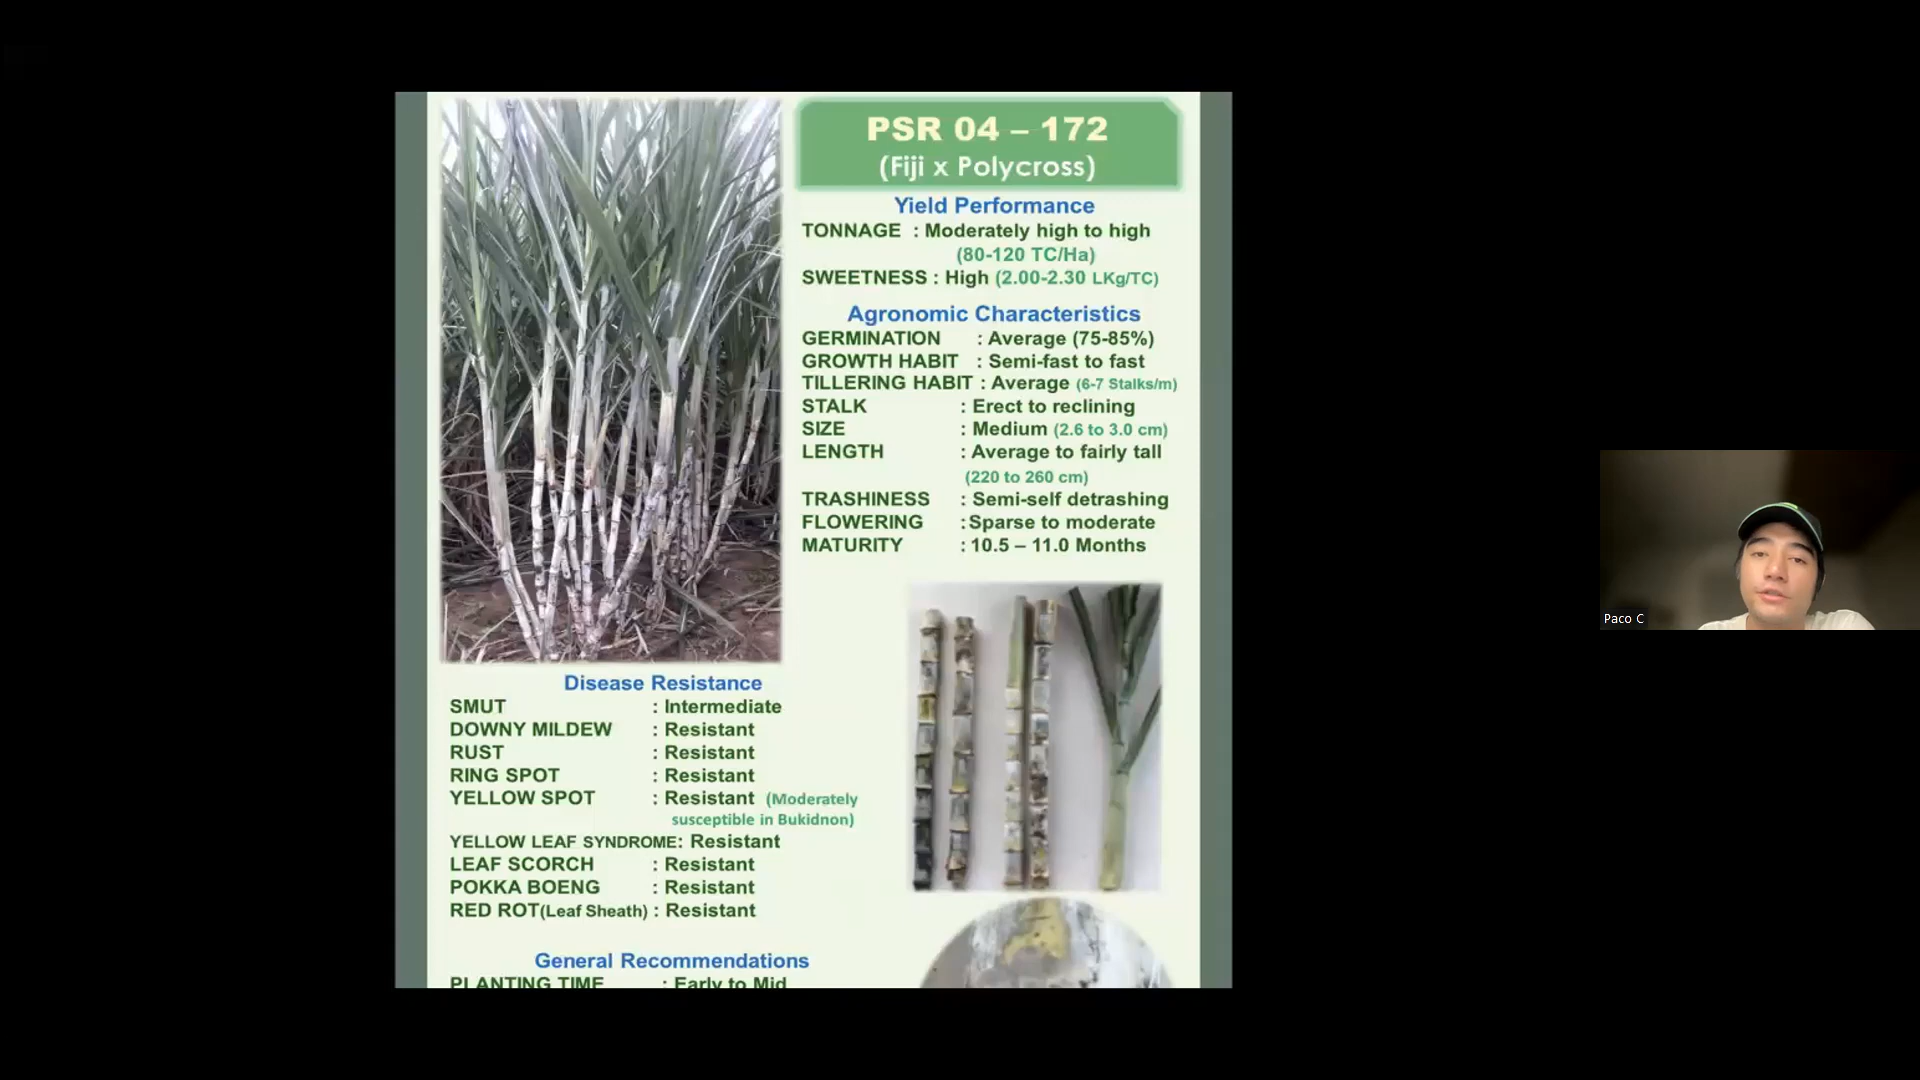 PSR 04 – 172
(Fiji x Polycross)
Yield Performance
TONNAGE : Moderately high to high
(80-120 TC/Ha)
SWEETNESS : High (2.00-2.30 LKg/TC)
Agronomic Characteristics
GERMINATION : Average (75-85%)
GROWTH HABIT : Semi-fast to fast
TILLERING HABIT : Average (6-7 Stalks/m)
STALK : Erect to reclining
SIZE : Medium (2.6 to 3.0 cm)
LENGTH : Average to fairly tall
(220 to 260 cm)
TRASHINESS : Semi-self detrashing
FLOWERING : Sparse to moderate
MATURITY : 10.5 – 11.0 Months
Disease Resistance
SMUT : Intermediate
DOWNY MILDEW : Resistant
RUST : Resistant
RING SPOT : Resistant
YELLOW SPOT : Resistant (Moderately
susceptible in Bukidnon)
YELLOW LEAF SYNDROME: Resistant
LEAF SCORCH : Resistant
POKKA BOENG : Resistant
RED ROT(Leaf Sheath) : Resistant
General Recommendations
PLANTING TIME : Early to Mid
Paco C